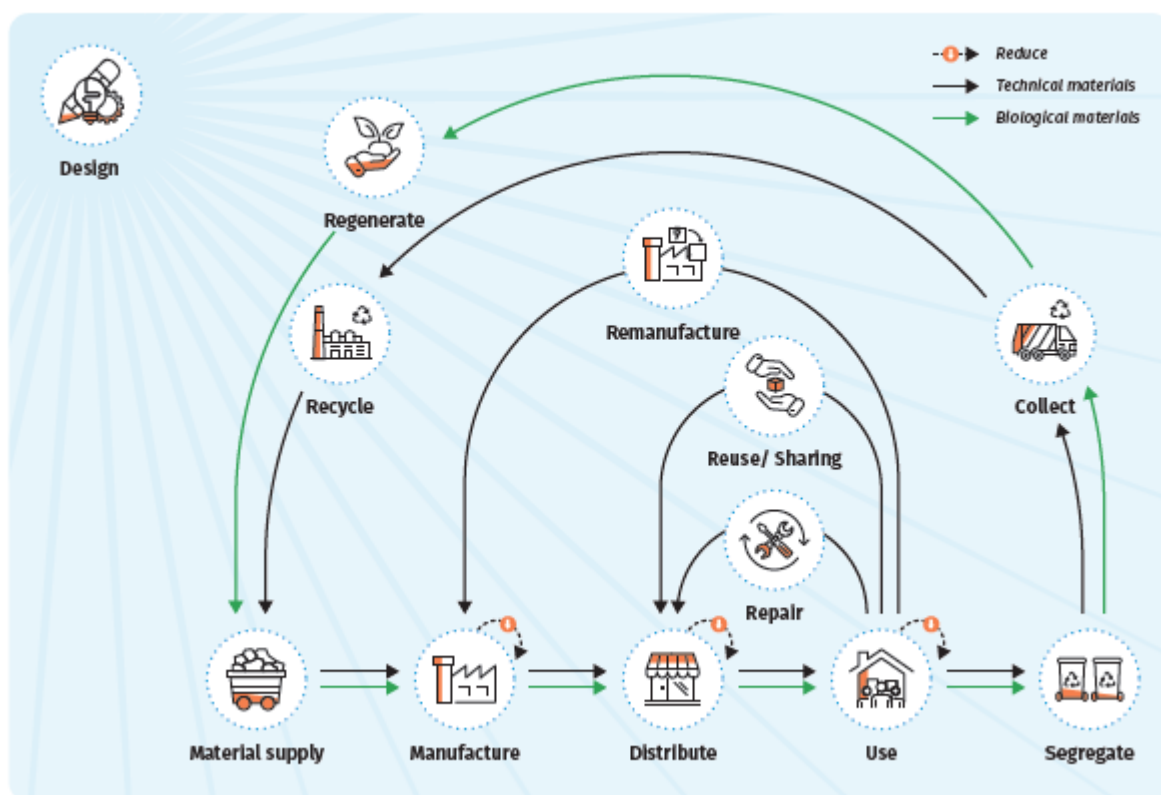 Reduce
Technical materials
Biological materials
Design
Regenerate
Remanufacture
Recycle
Collect
Reuse/ Sharing
Repair
Material supply
Manufacture
Distribute
Use
Segregate